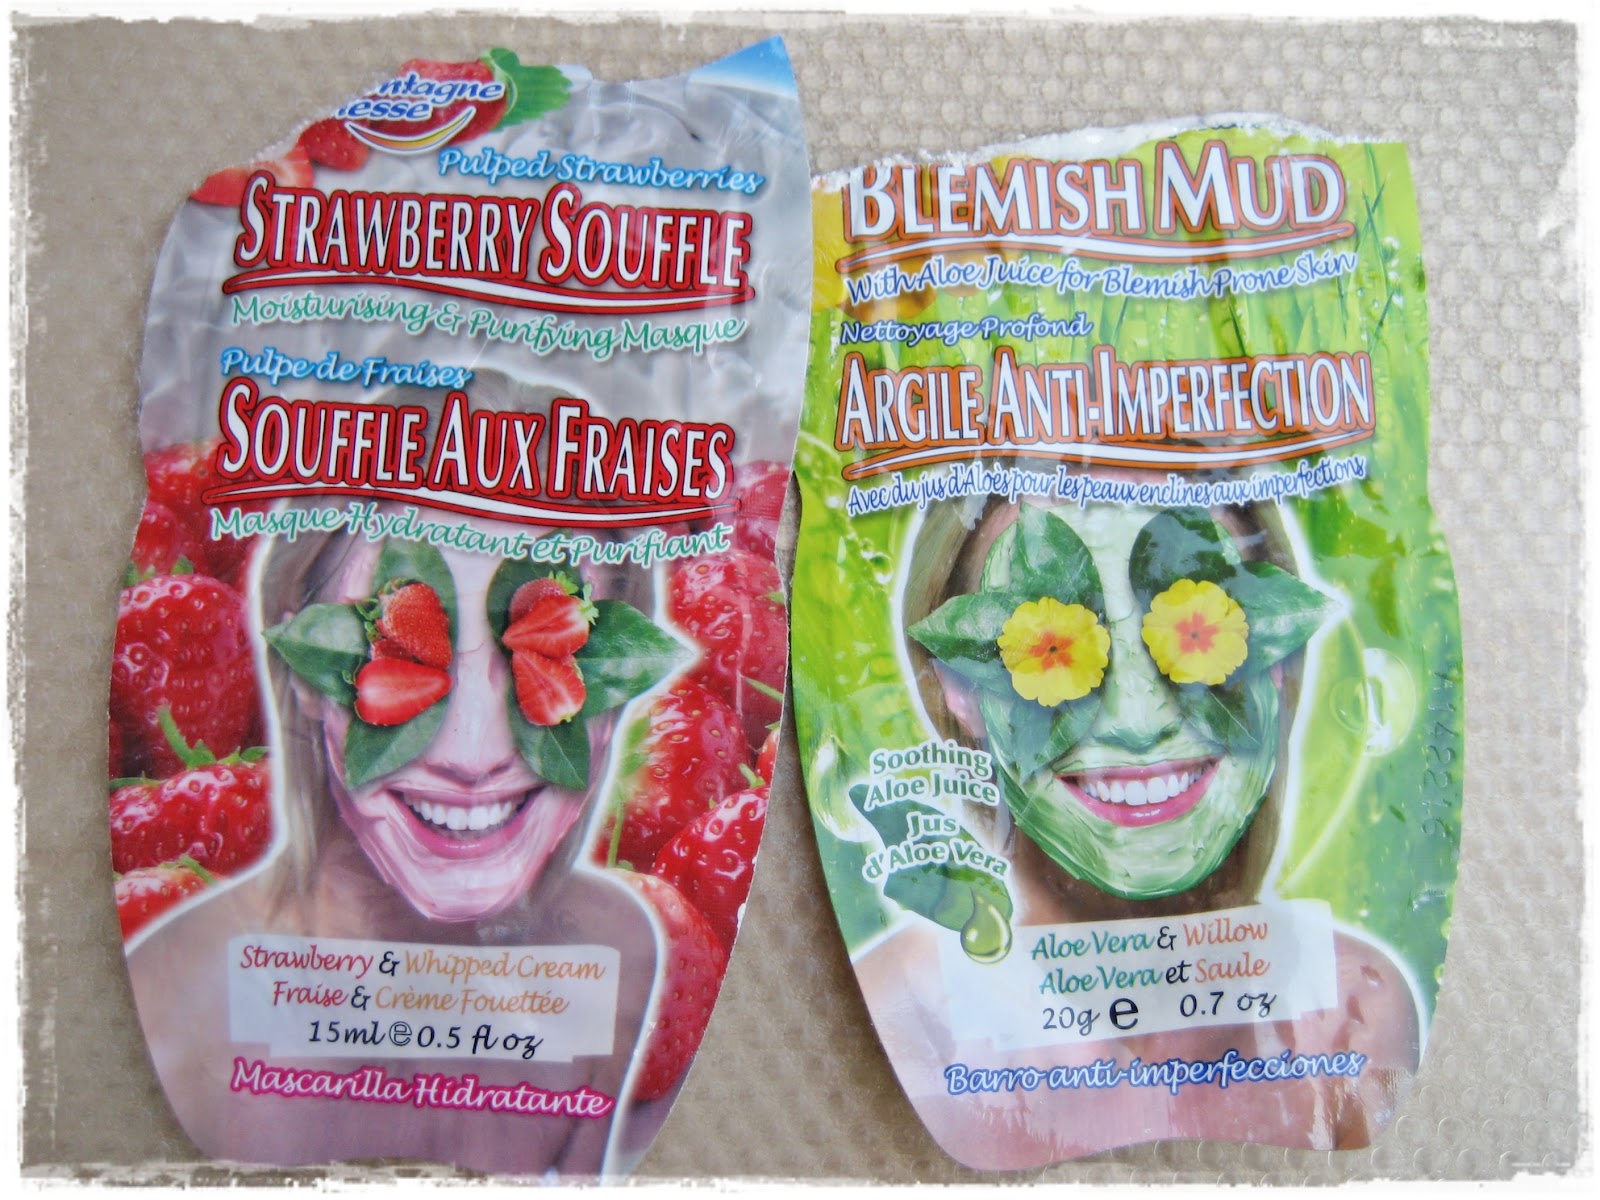 ntagne
esse
Pulped Strawberries
STRAWBERRY SOUFFLE
Moisturising & Purifying Masque
Pulpe de Fraises
SOUFFLE AUX FRAISES
Masque Hydratant et Purifiant
Strawberry & Whipped Cream
Fraise & Crème Fouettée
15ml e 0.5 fl oz
Mascarilla Hidratante
BLEMISH MUD
With Aloe Juice for Blemish Prone Skin
Nettoyage Profond
ARGILE ANTI-IMPERFECTION
Avec du jus d'Aloès pour les peaux enclines aux imperfections
Soothing
Aloe Juice
Jus
d'Aloe Vera
Aloe Vera & Willow
Aloe Vera et Saule
20g e 0.7 oz
Barro anti-imperfecciones